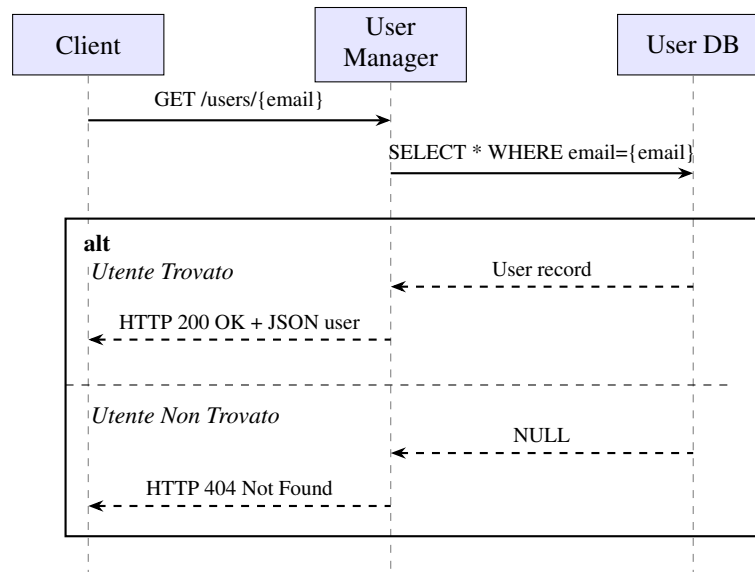 Client
User
Manager
User DB
GET /users/{email}
SELECT * WHERE email={email}
alt
Utente Trovato
User record
HTTP 200 OK + JSON user
Utente Non Trovato
NULL
HTTP 404 Not Found